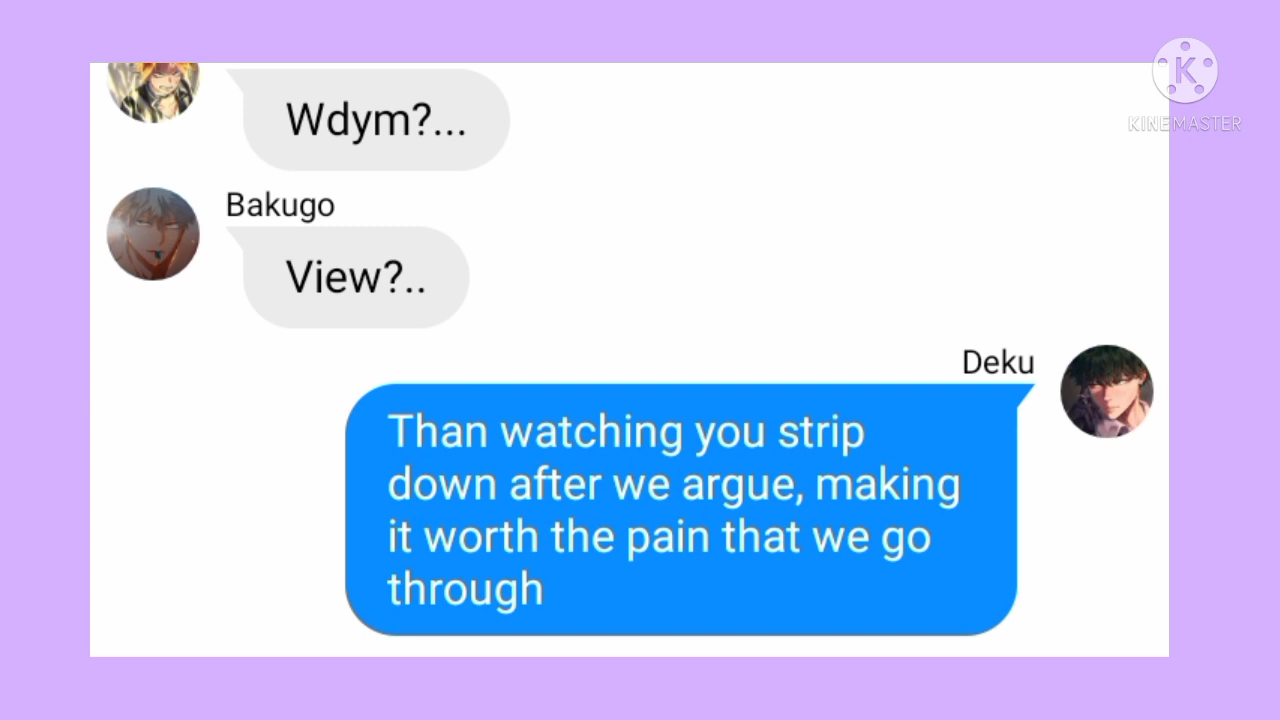 Wdym?...
KINEMASTER
Bakugo
View?..
Deku
Than watching you strip
down after we argue, making
it worth the pain that we go
through